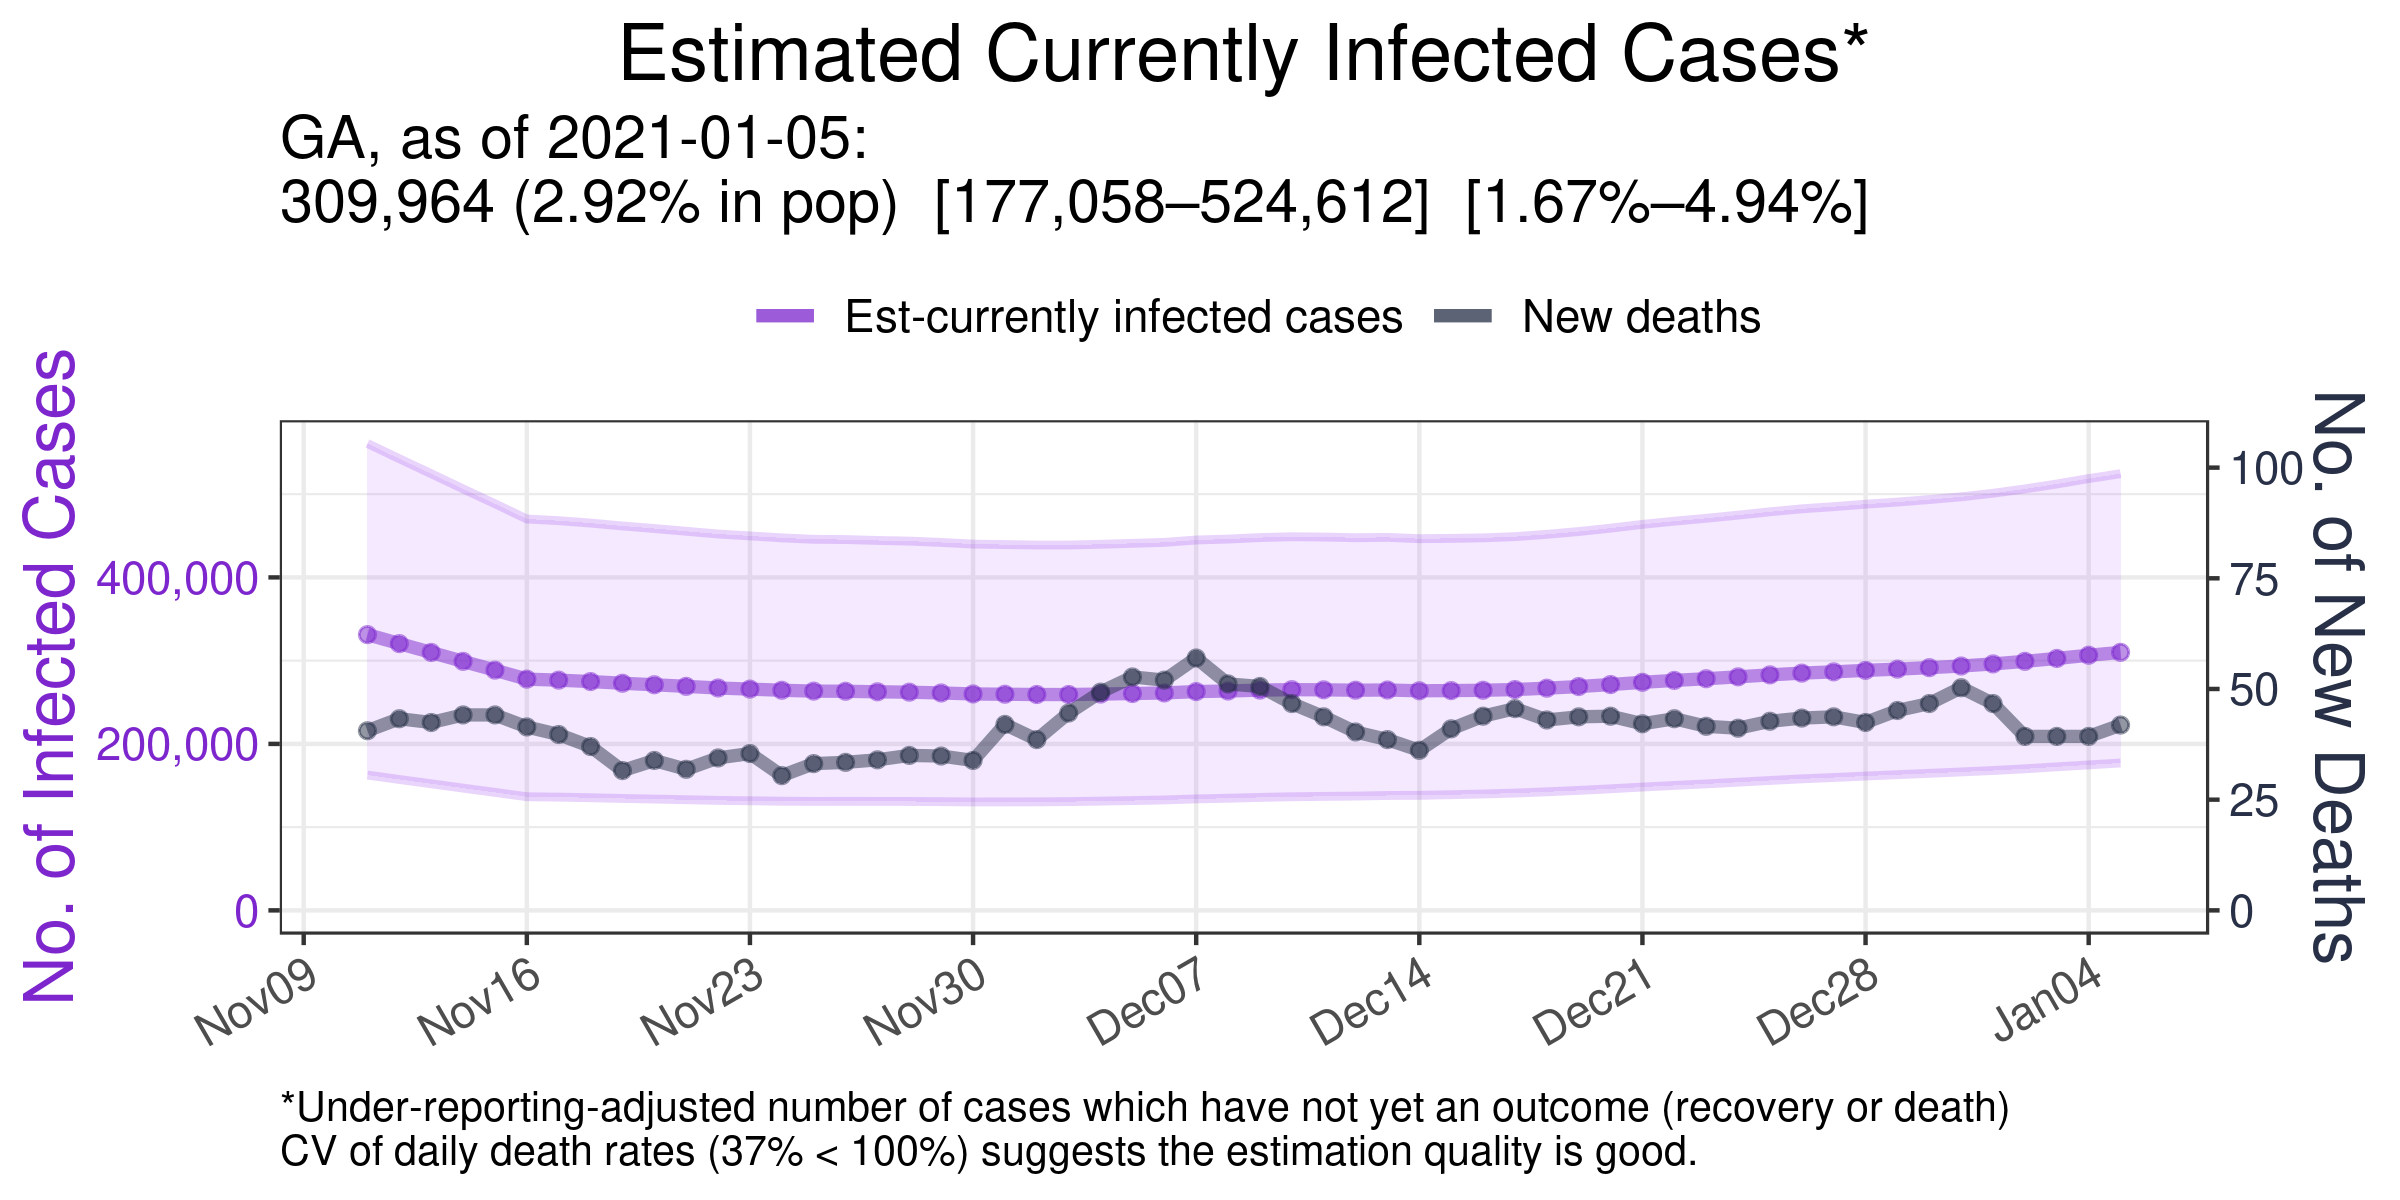 Estimated Currently Infected Cases*
GA, as of 2021-01-05:
309,964 (2.92% in pop)  [177,058–524,612]  [1.67%–4.94%]
Est-currently infected cases
New deaths
No. of Infected Cases
400,000
200,000
0
100
75
50
25
0
No. of New Deaths
Nov09
Nov16
Nov23
Nov30
Dec07
Dec14
Dec21
Dec28
Jan04
*Under-reporting-adjusted number of cases which have not yet an outcome (recovery or death)
CV of daily death rates (37% < 100%) suggests the estimation quality is good.